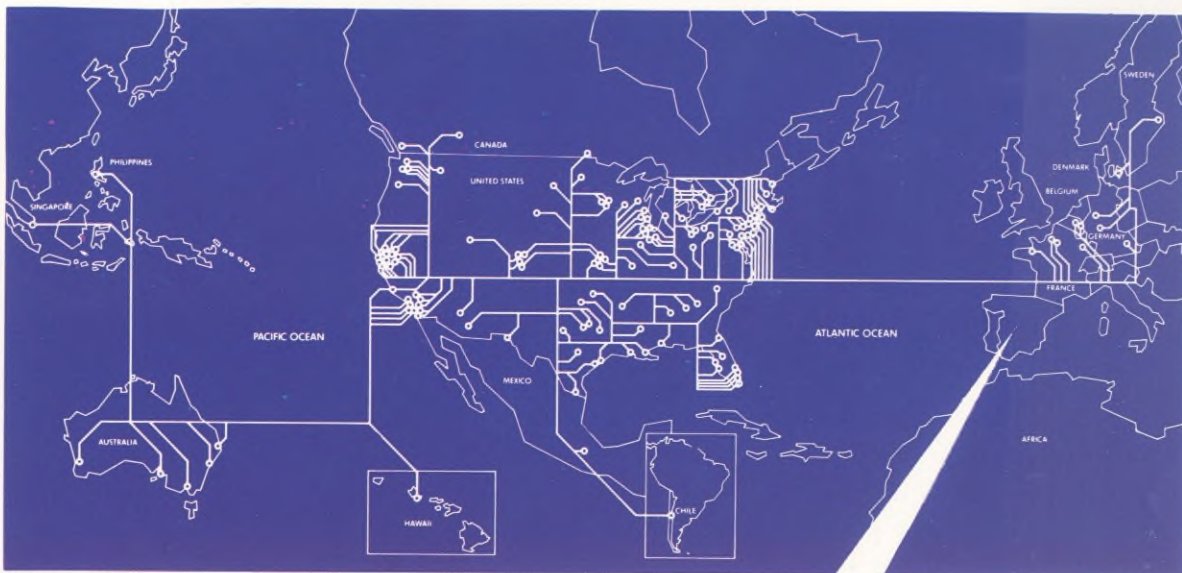 SWEDEN
CANADA
PHILIPPINES
DENMARK
UNITED STATES
BELGIUM
SINGAPORE
GERMANY
FRANCE
PACIFIC OCEAN
ATLANTIC OCEAN
MEXICO
AUSTRALIA
AFRICA
CHILE
HAWAII